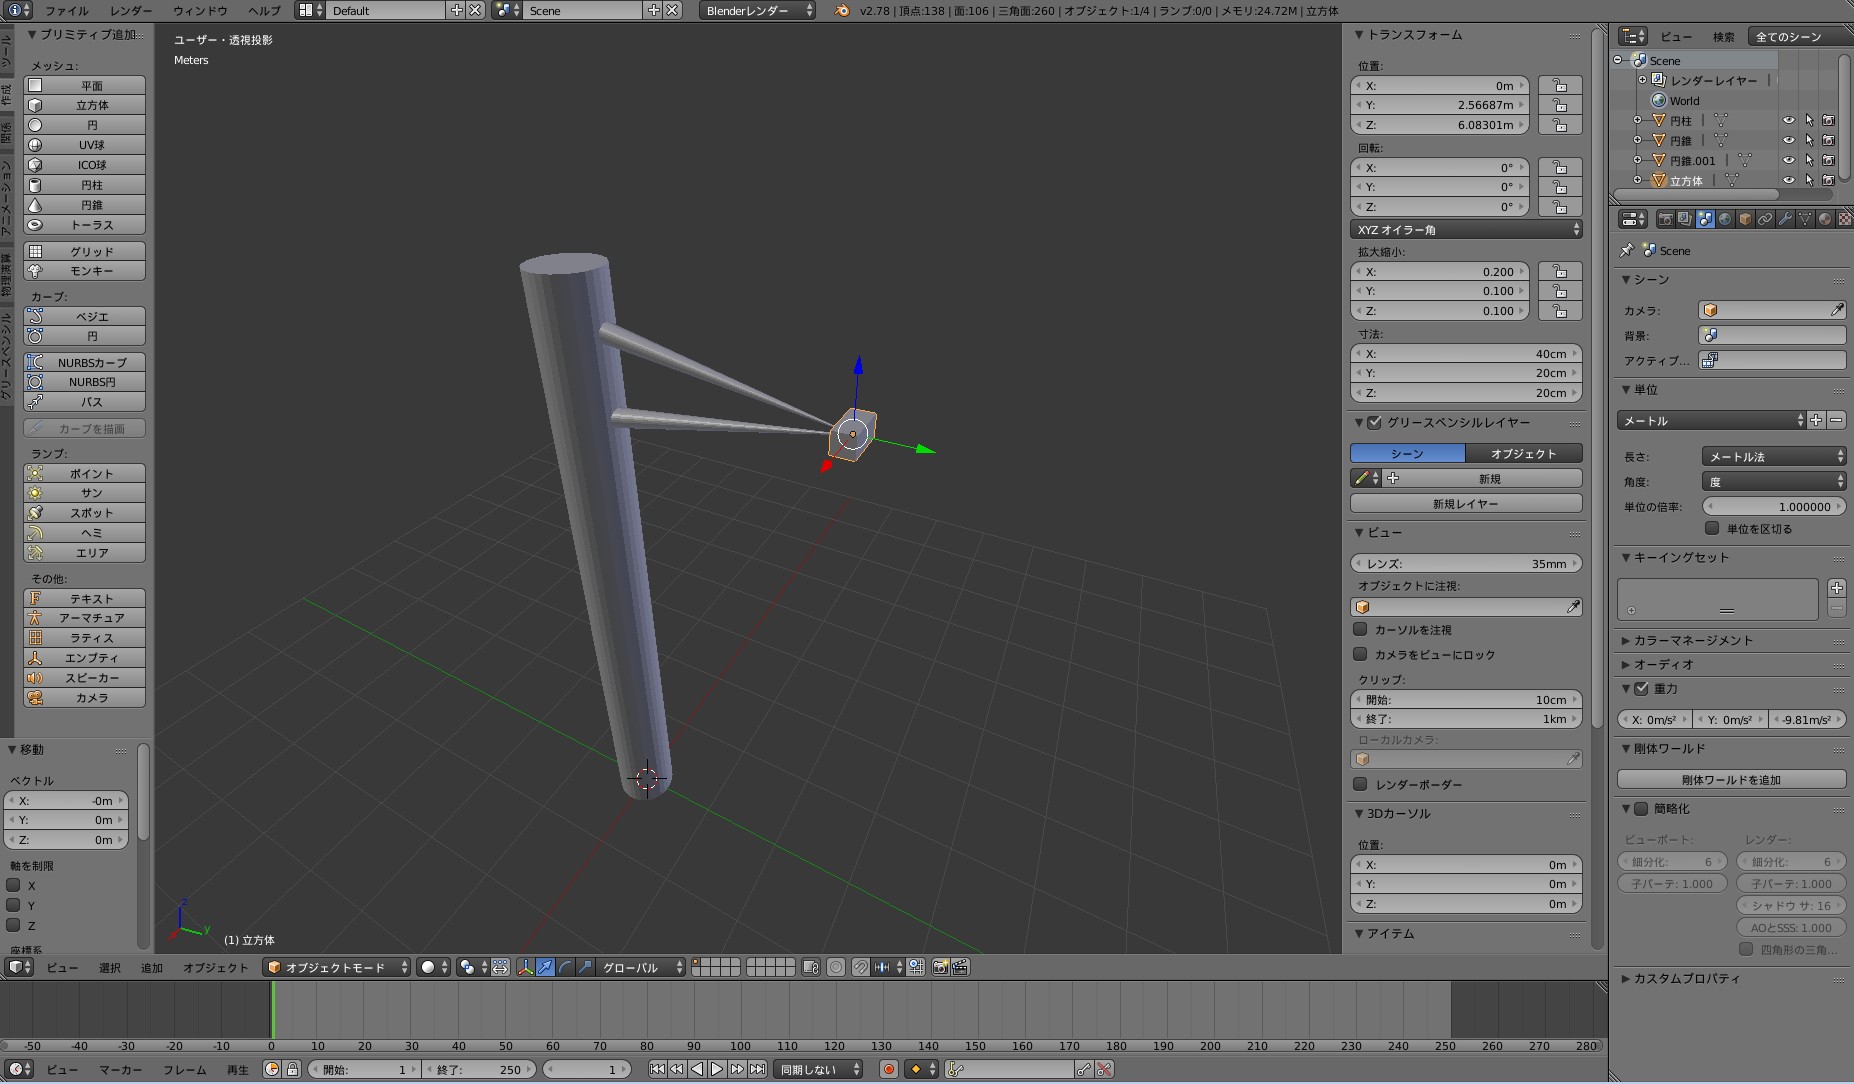 ファイル レンダー ウィンドウ ヘルプ Default Scene Blenderレンダー v2.78 | 頂点:138 | 面:106 | 三角面:260 | オブジェクト:1/4 | ランプ:0/0 | メモリ:24.72M | 立方体
ツール
作成
関係
アニメーション
物理演算
グリースペンシル
プリミティブ追加
メッシュ:
平面
立方体
円
UV球
ICO球
円柱
円錐
トーラス
グリッド
モンキー
カーブ:
ベジエ
円
NURBSカーブ
NURBS円
パス
カーブを描画
ランプ:
ポイント
サン
スポット
ヘミ
エリア
その他:
テキスト
アーマチュア
ラティス
エンプティ
スピーカー
カメラ
移動
ベクトル
X: -0m
Y: 0m
Z: 0m
軸を制限
X
Y
Z
座標系
ユーザー・透視投影
Meters
z
y
(1) 立方体
トランスフォーム
位置:
X: 0m
Y: 2.56687m
Z: 6.08301m
回転:
X: 0°
Y: 0°
Z: 0°
XYZ オイラー角
拡大縮小:
X: 0.200
Y: 0.100
Z: 0.100
寸法:
X: 40cm
Y: 20cm
Z: 20cm
グリースペンシルレイヤー
シーン オブジェクト
新規
新規レイヤー
ビュー
レンズ: 35mm
オブジェクトに注視:
カーソルを注視
カメラをビューにロック
クリップ:
開始: 10cm
終了: 1km
ローカルカメラ:
レンダーボーダー
3Dカーソル
位置:
X: 0m
Y: 0m
Z: 0m
アイテム
ビュー 検索 全てのシーン
Scene
レンダーレイヤー |
World
円柱 |
円錐 |
円錐.001 |
立方体 |
Scene
シーン
カメラ:
背景:
アクティブ...
単位
メートル
長さ: メートル法
角度: 度
単位の倍率: 1.000000
単位を区切る
キーイングセット
カラーマネージメント
オーディオ
重力
X: 0m/s² Y: 0m/s² -9.81m/s²
剛体ワールド
剛体ワールドを追加
簡略化
ビューポート: レンダー:
細分化: 6 細分化: 6
子パーテ: 1.000 子パーテ: 1.000
シャドウ サ: 16
AOとSSS: 1.000
四角形の三角...
カスタムプロパティ
ビュー 選択 追加 オブジェクト オブジェクトモード グローバル
-50 -40 -30 -20 -10 0 10 20 30 40 50 60 70 80 90 100 110 120 130 140 150 160 170 180 190 200 210 220 230 240 250 260 270 280
ビュー マーカー フレーム 再生 開始: 1 終了: 250 1 同期しない